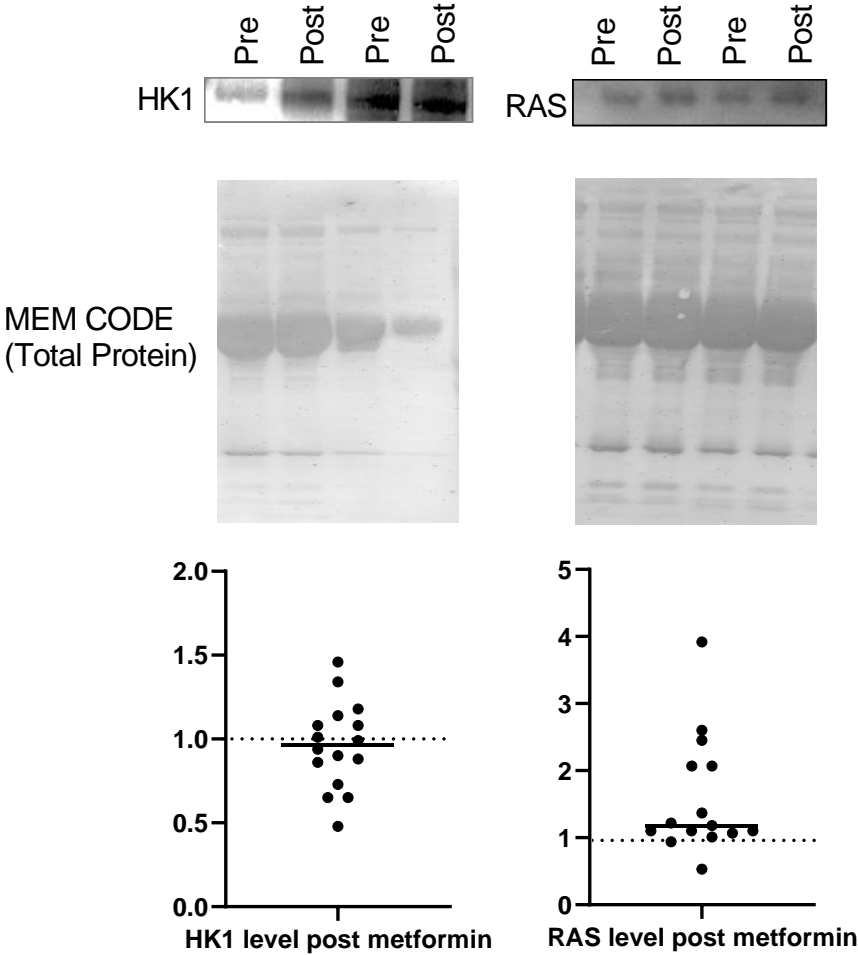 Pre Post Pre Post
Pre Post Pre Post
HK1
RAS
MEM CODE
(Total Protein)
2.0
1.5
1.0
0.5
0.0
HK1 level post metformin
5
4
3
2
1
0
RAS level post metformin